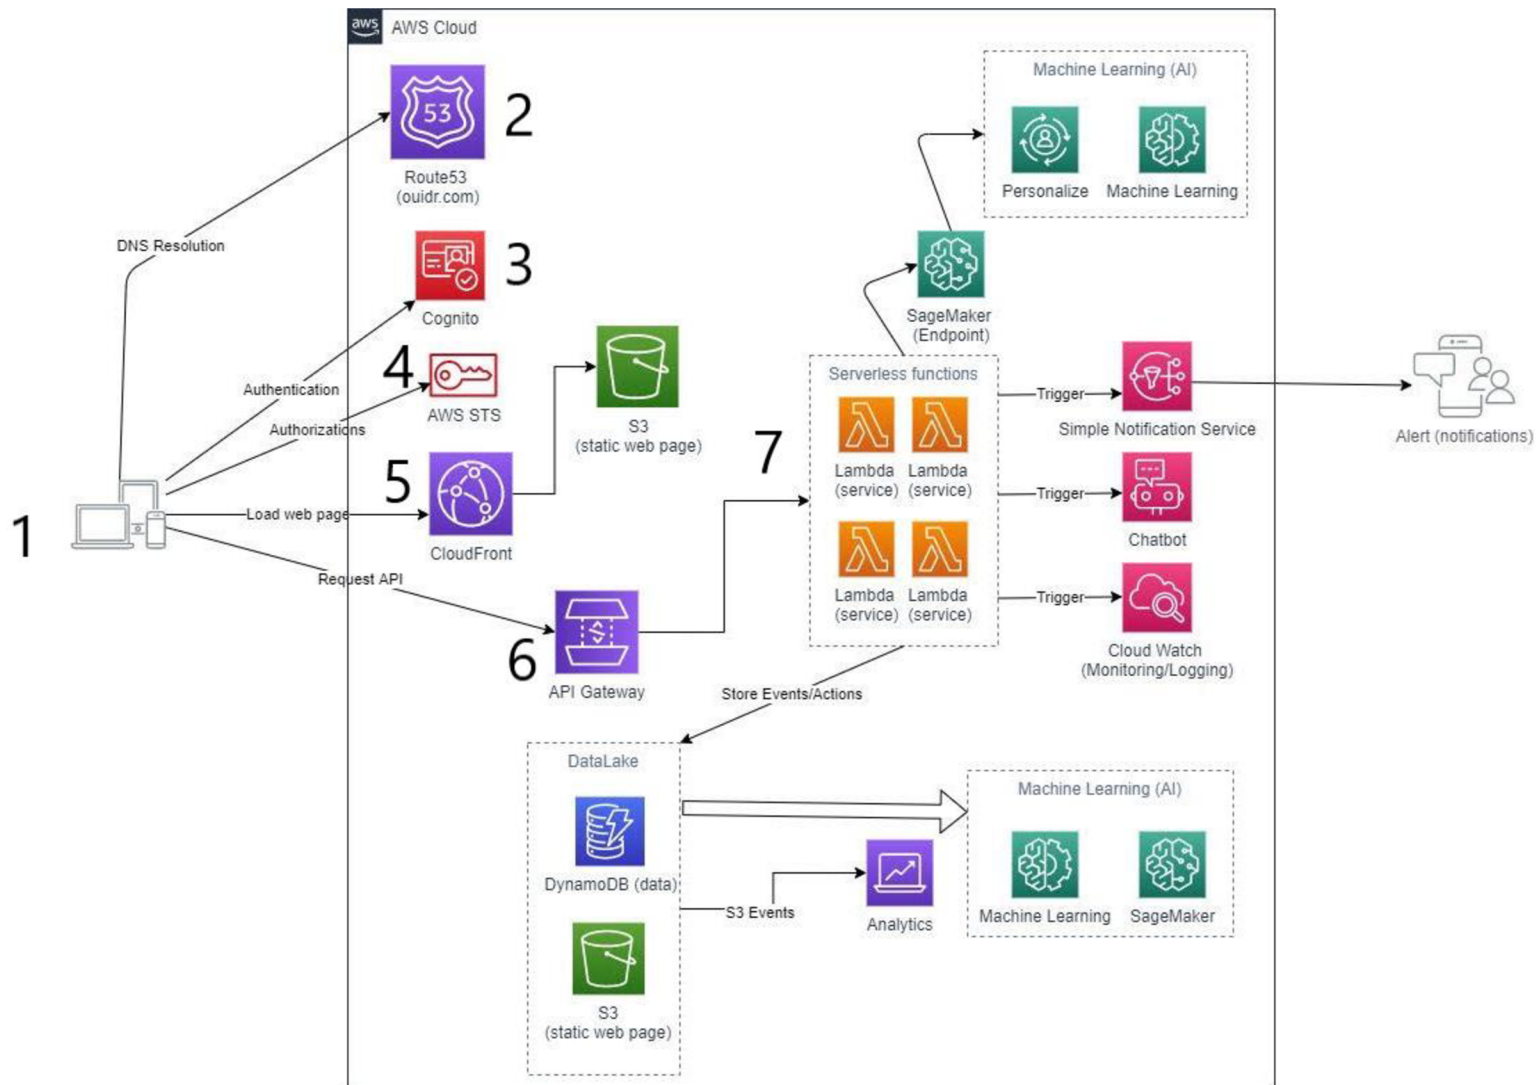 aws
AWS Cloud
Machine Learning (AI)
53
2
Route53
(ouidr.com)
Personalize
Machine Learning
DNS Resolution
3
Cognito
SageMaker
(Endpoint)
4
Authentication
AWS STS
Authorizations
S3
(static web page)
Serverless functions
Trigger
Simple Notification Service
Alert (notifications)
7
Lambda
(service)
Lambda
(service)
5
Trigger
Chatbot
1
Load web page
CloudFront
Request API
Lambda
(service)
Lambda
(service)
Trigger
Cloud Watch
(Monitoring/Logging)
6
API Gateway
Store Events/Actions
DataLake
Machine Learning (AI)
DynamoDB (data)
S3 Events
Analytics
Machine Learning
SageMaker
S3
(static web page)